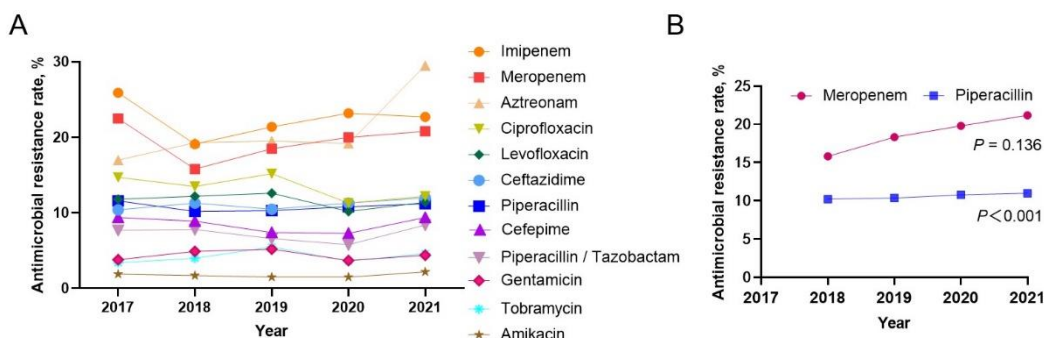 A
Antimicrobial resistance rate, %
30
20
10
0
2017 2018 2019 2020 2021
Year
Imipenem
Meropenem
Aztreonam
Ciprofloxacin
Levofloxacin
Ceftazidime
Piperacillin
Cefepime
Piperacillin / Tazobactam
Gentamicin
Tobramycin
Amikacin
B
Antimicrobial resistance rate, %
25
20
15
10
5
0
Meropenem Piperacillin
P = 0.136
P＜0.001
2017 2018 2019 2020 2021
Year